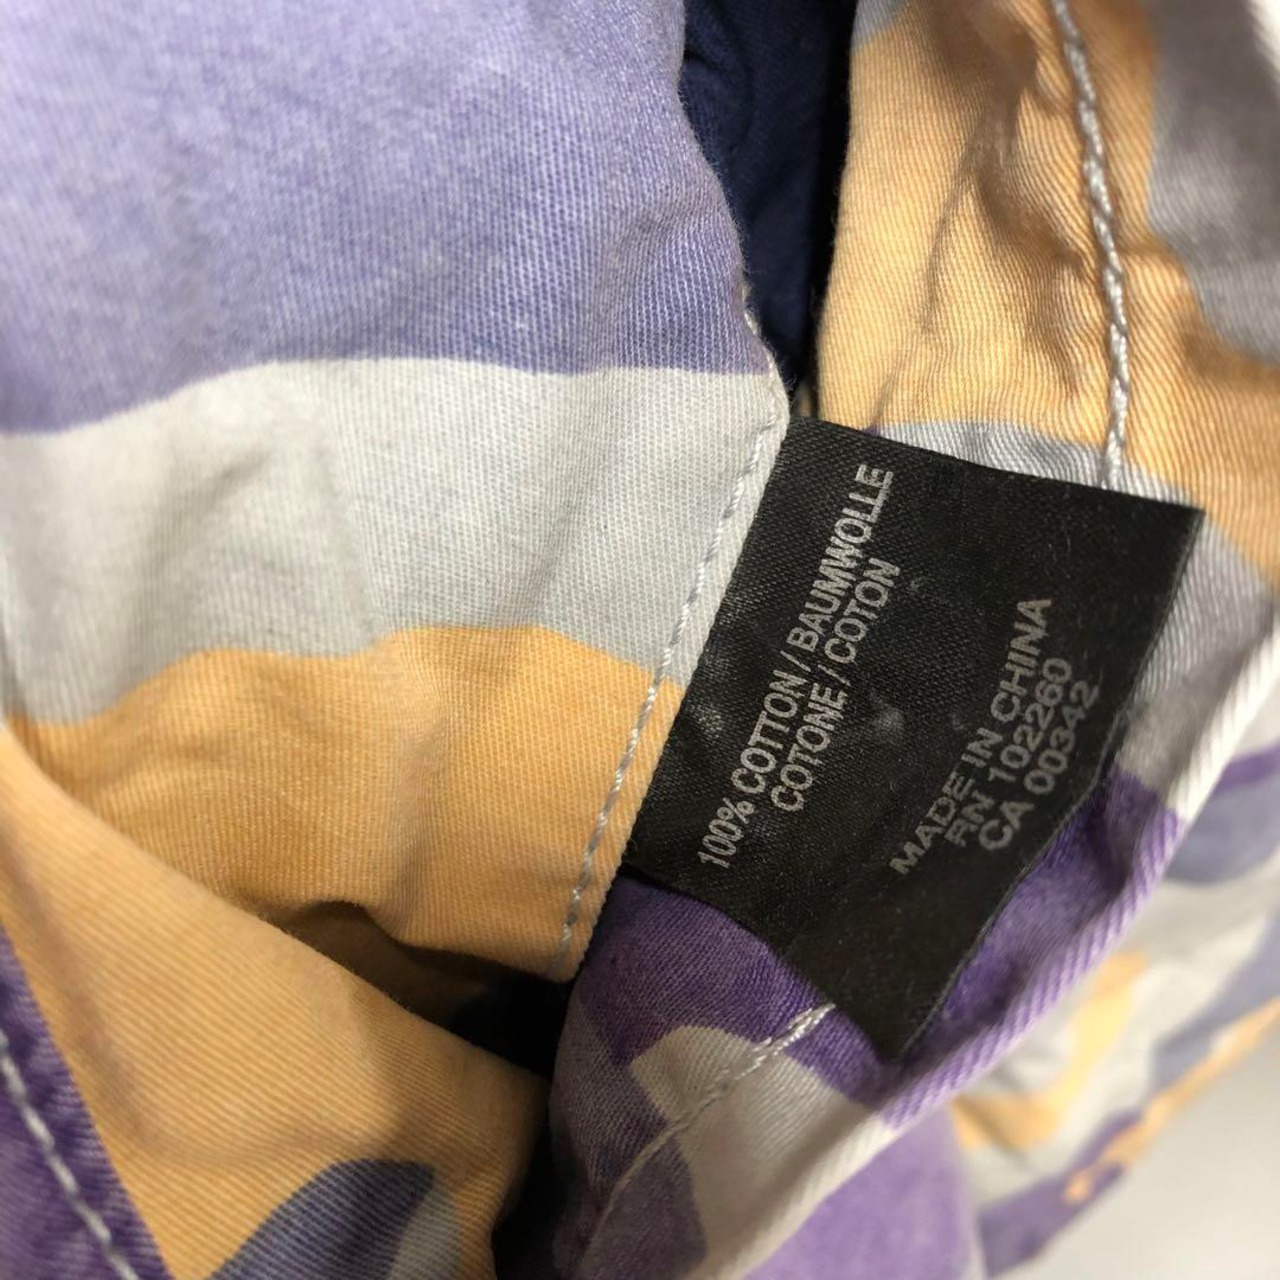 100% COTTON / BAUMWOLLE
COTONE / COTON
MADE IN CHINA
RN 102260
CA 00342